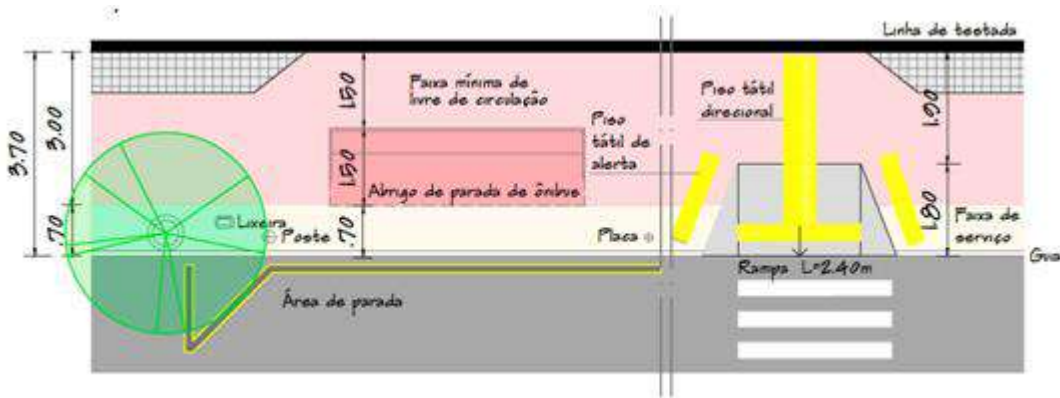 Linha de testada
Faixa mínima de
livre de circulação
Piso tátil
direcional
Piso
tátil de
alerta
3.70
3.00
1.50
1.90
1.50
Abrigo de parada de ônibus
.70
Lixeira
Poste
.70
Placa
1.80
Faixa de
serviço
Guia
Rampa L=2.40m
Área de parada